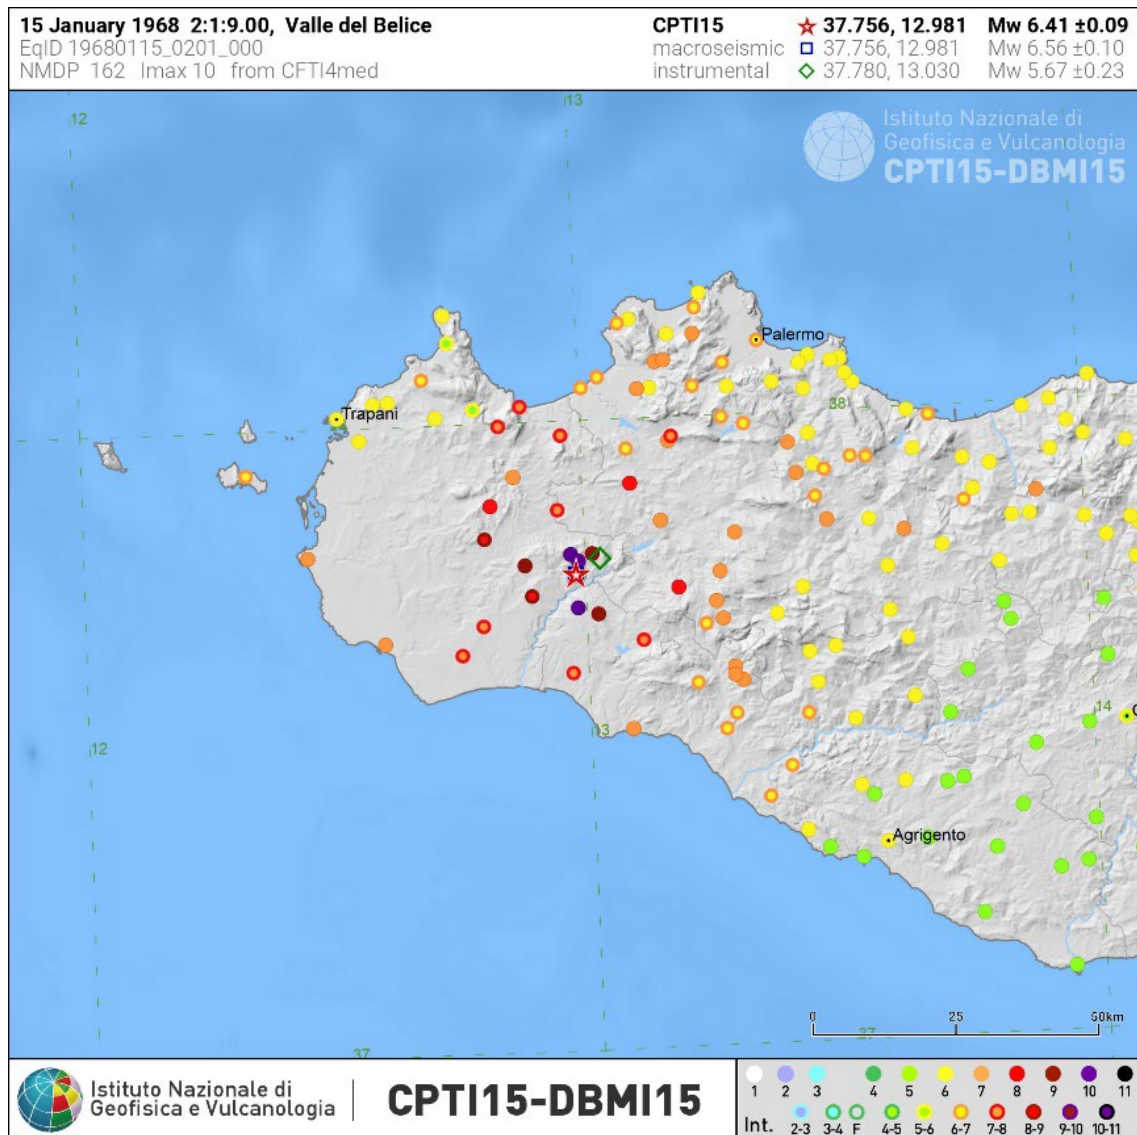 15 January 1968 2:1:9.00, Valle del Belice
EqID 19680115_0201_000
NMDP 162 Imax 10 from CFTI4med
CPTI15 37.756, 12.981 Mw 6.41 ±0.09
macroseismic 37.756, 12.981 Mw 6.56 ±0.10
instrumental 37.780, 13.030 Mw 5.67 ±0.23
12
13
Istituto Nazionale di
Geofisica e Vulcanologia
CPTI15-DBMI15
Palermo
38
Trapani
14
13
12
Agrigento
0 25 50km
37
37
Istituto Nazionale di
Geofisica e Vulcanologia
CPTI15-DBMI15
1 2 3 4 5 6 7 8 9 10 11
Int. 2-3 3-4 F 4-5 5-6 6-7 7-8 8-9 9-10 10-11